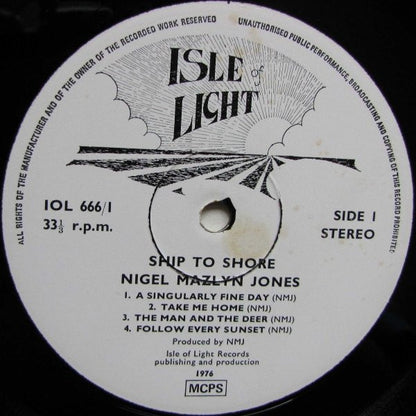 ALL RIGHTS OF THE MANUFACTURER AND OF THE OWNER OF THE RECORDED WORK RESERVED
UNAUTHORISED PUBLIC PERFORMANCE, BROADCASTING AND COPYING OF THIS RECORD PROHIBITED
ISLE of
LIGHT
IOL 666/1
33⅓ r.p.m.
SIDE 1
STEREO
SHIP TO SHORE
NIGEL MAZLYN JONES
1. A SINGULARLY FINE DAY (NMJ)
2. TAKE ME HOME (NMJ)
3. THE MAN AND THE DEER (NMJ)
4. FOLLOW EVERY SUNSET (NMJ)
Produced by NMJ
Isle of Light Records
publishing and production
1976
MCPS